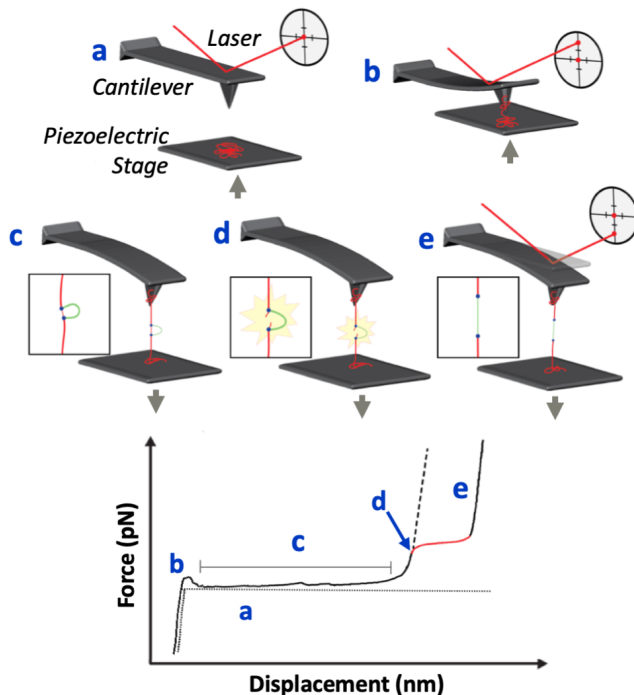 a
Laser
Cantilever
Piezoelectric
Stage
b
c
d
e
Force (pN)
b
c
d
e
a
Displacement (nm)